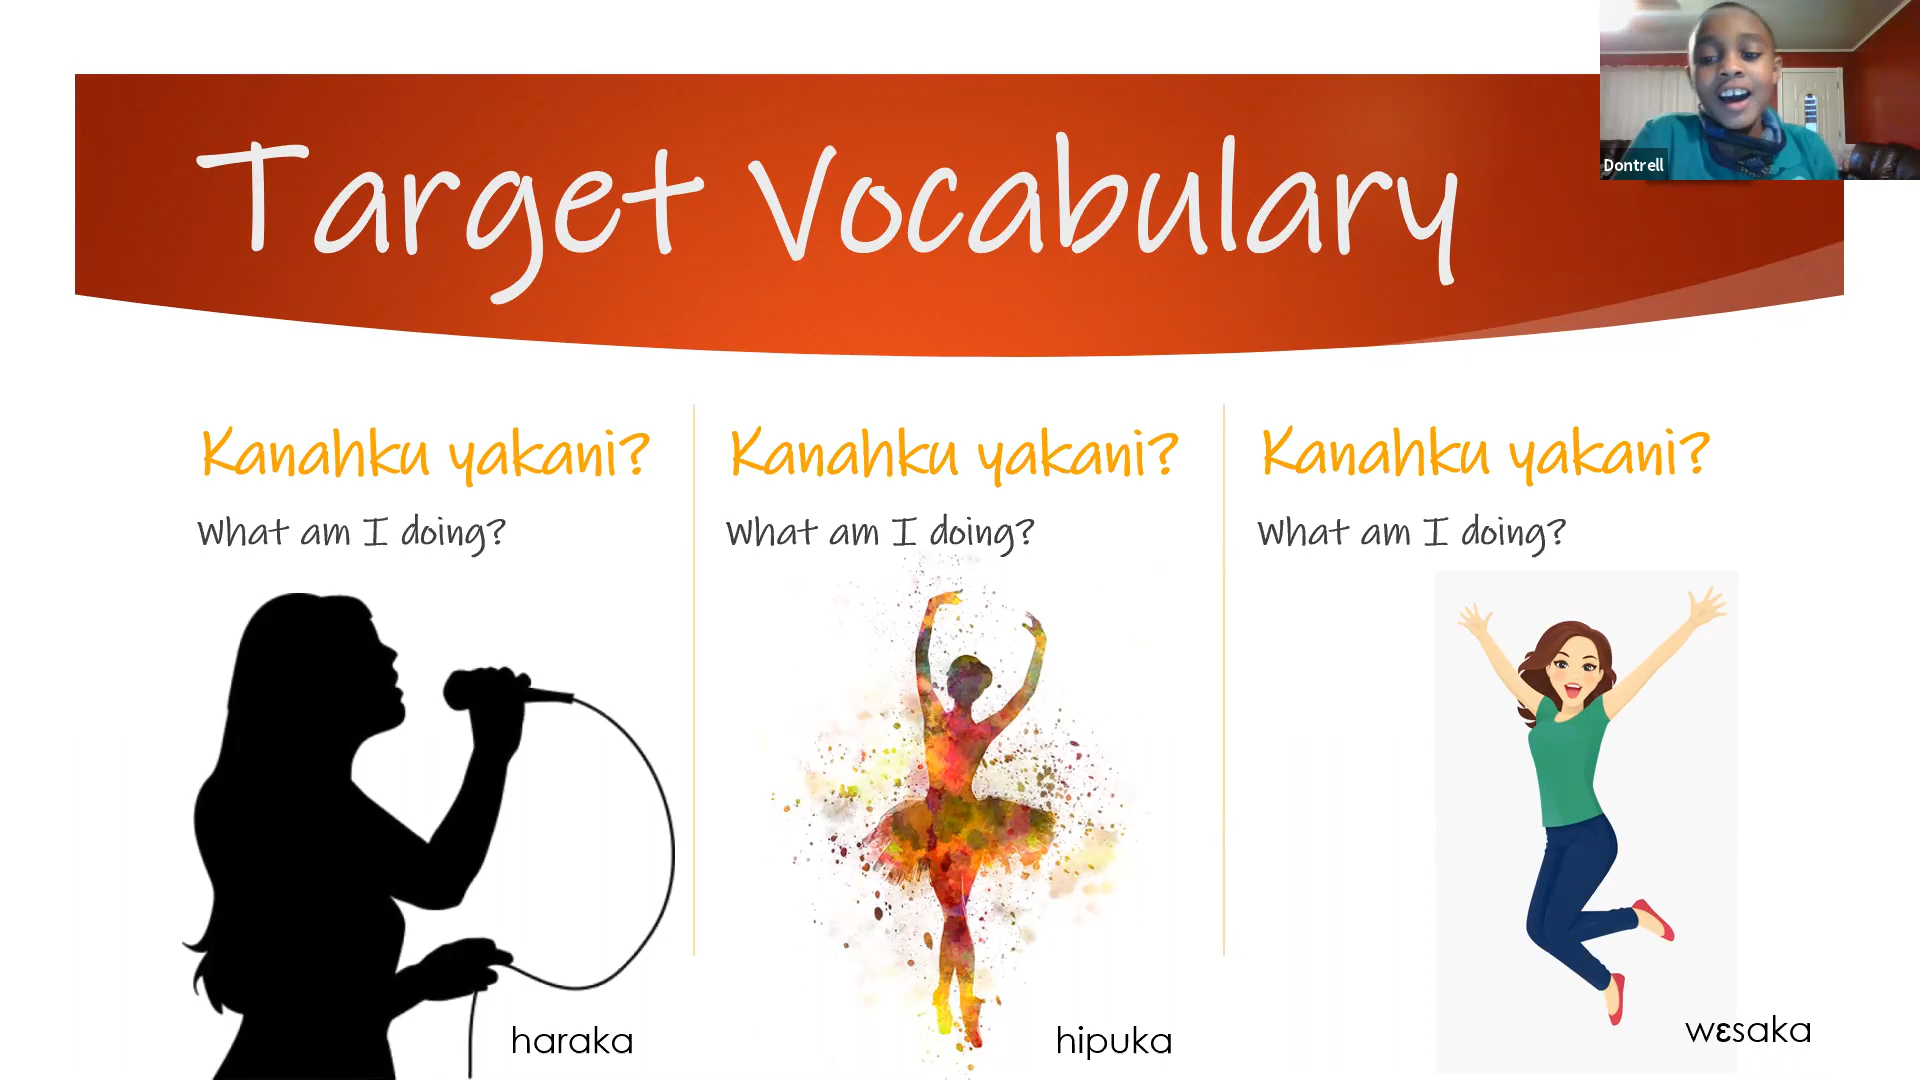 Dontrell
Target Vocabulary
Kanahku yakani?
What am I doing?
haraka
Kanahku yakani?
What am I doing?
hipuka
Kanahku yakani?
What am I doing?
wɛsaka